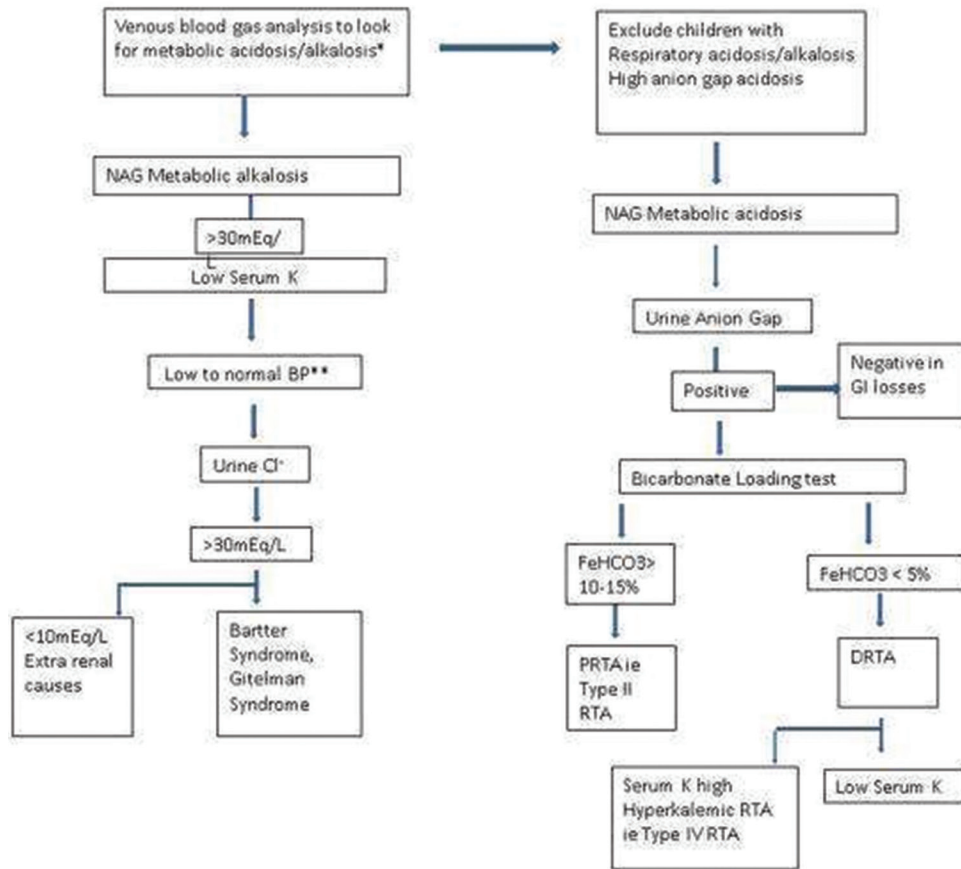 Venous blood gas analysis to look
for metabolic acidosis/alkalosis*
Exclude children with
Respiratory acidosis/alkalosis
High anion gap acidosis
NAG Metabolic alkalosis
>30mEq/
L
Low Serum K
Low to normal BP**
Urine Cl-
>30mEq/L
<10mEq/L
Extra renal
causes
Bartter
Syndrome,
Gitelman
Syndrome
NAG Metabolic acidosis
Urine Anion Gap
Positive
Negative in
GI losses
Bicarbonate Loading test
FeHCO3>
10-15%
FeHCO3 < 5%
PRTA ie
Type II
RTA
DRTA
Serum K high
Hyperkalemic RTA
ie Type IV RTA
Low Serum K